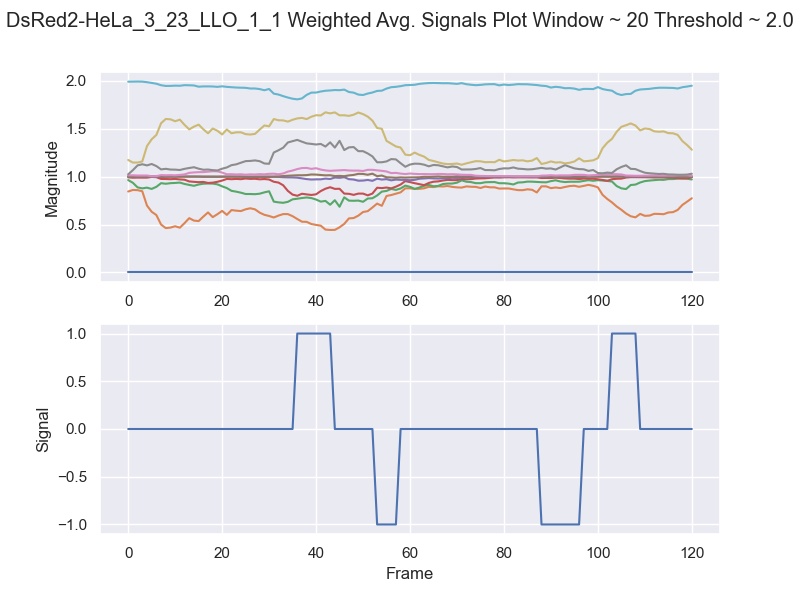 DsRed2-HeLa_3_23_LLO_1_1 Weighted Avg. Signals Plot Window ~ 20 Threshold ~ 2.0
2.0
1.5
1.0
0.5
0.0
Magnitude
0 20 40 60 80 100 120
1.0
0.5
0.0
−0.5
−1.0
Signal
0 20 40 60 80 100 120
Frame